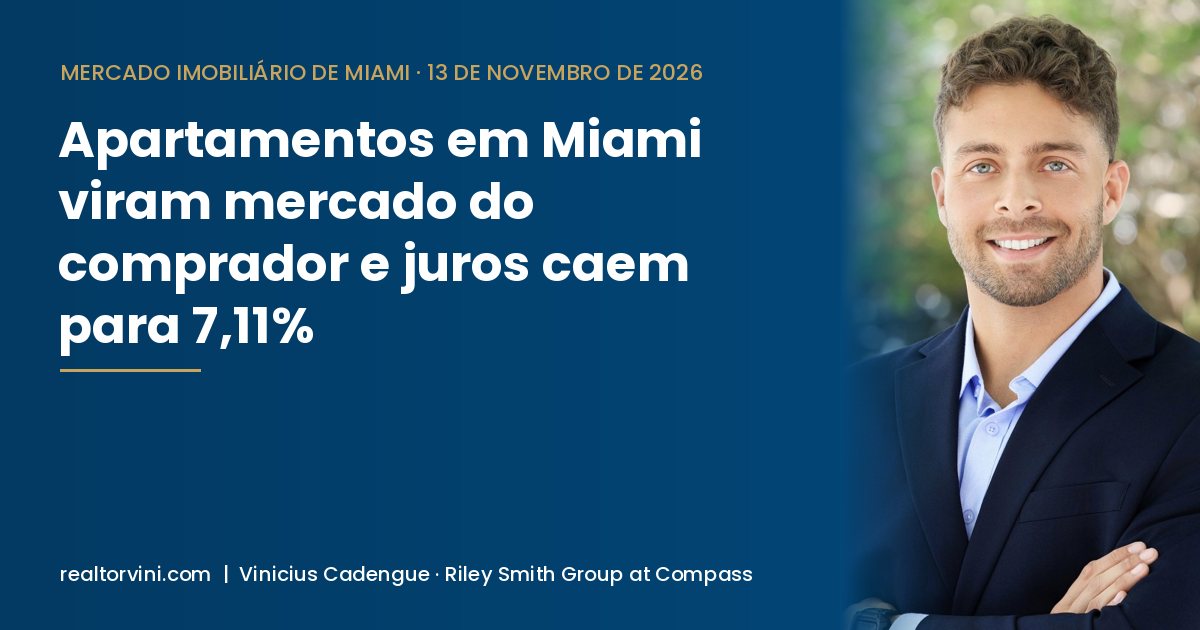 MERCADO IMOBILIÁRIO DE MIAMI · 13 DE NOVEMBRO DE 2026
Apartamentos em Miami
viram mercado do
comprador e juros caem
para 7,11%
realtorvini.com | Vinicius Cadengue · Riley Smith Group at Compass